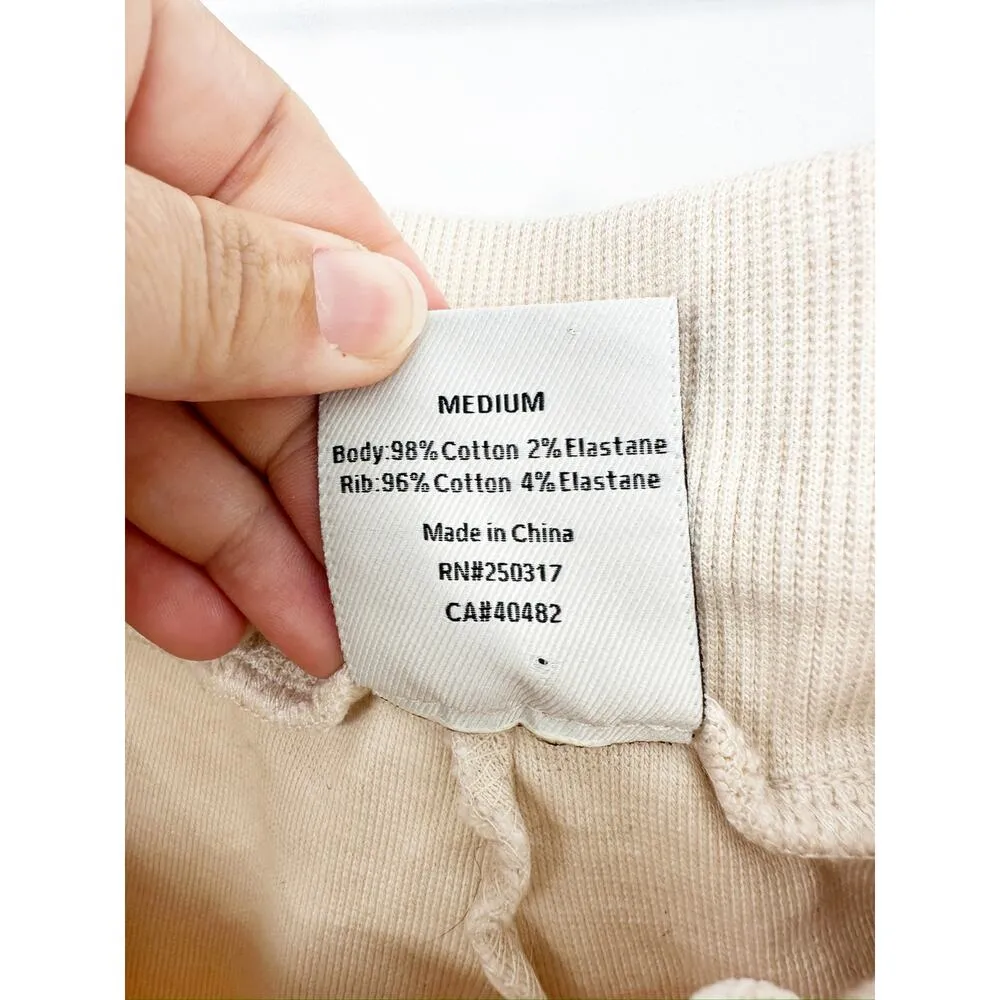 MEDIUM
Body:98% Cotton 2% Elastane
Rib:96% Cotton 4% Elastane
Made in China
RN#250317
CA#40482